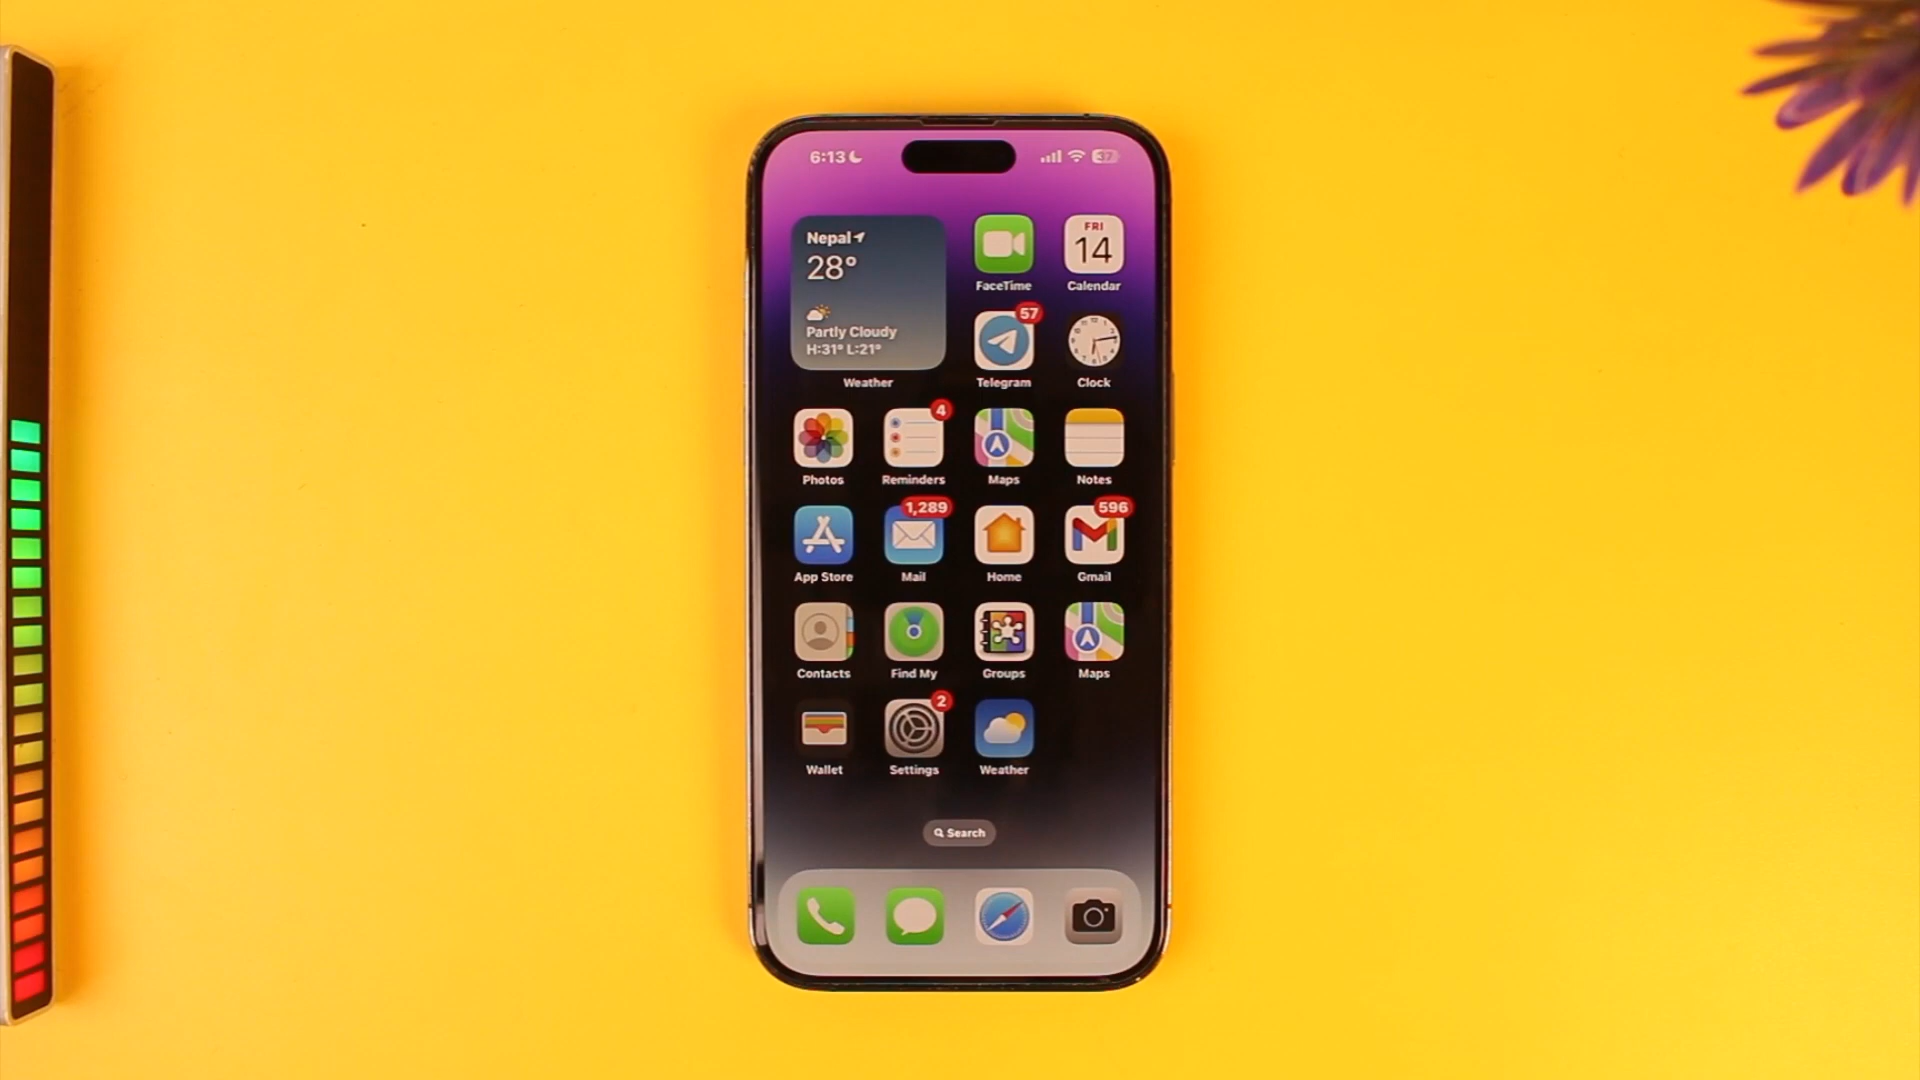 6:13
37
Nepal
28°
Partly Cloudy
H:31° L:21°
Weather
FaceTime
FRI
14
Calendar
57
Telegram
Clock
Photos
4
Reminders
Maps
Notes
App Store
1,289
Mail
Home
596
Gmail
Contacts
Find My
Groups
Maps
Wallet
2
Settings
Weather
Search